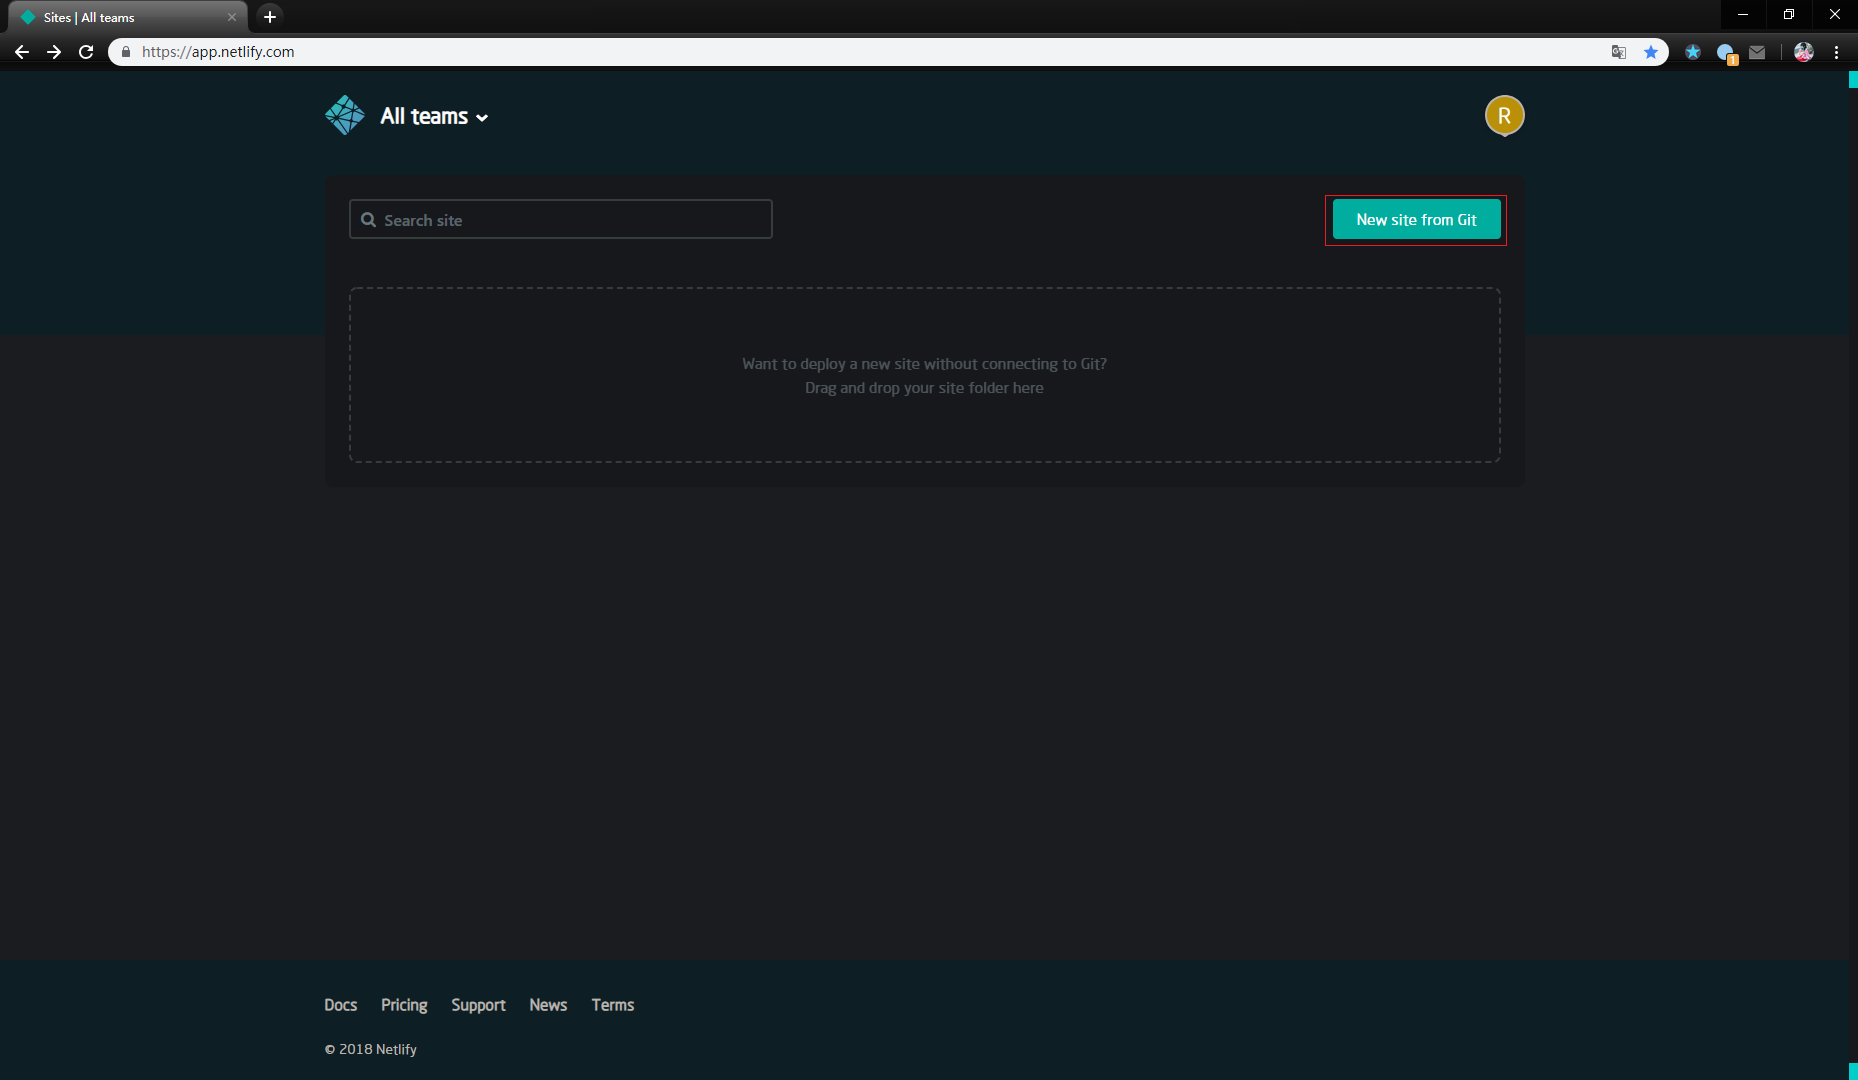 Sites | All teams
https://app.netlify.com
1
All teams
R
Search site
New site from Git
Want to deploy a new site without connecting to Git?
Drag and drop your site folder here
Docs Pricing Support News Terms
© 2018 Netlify